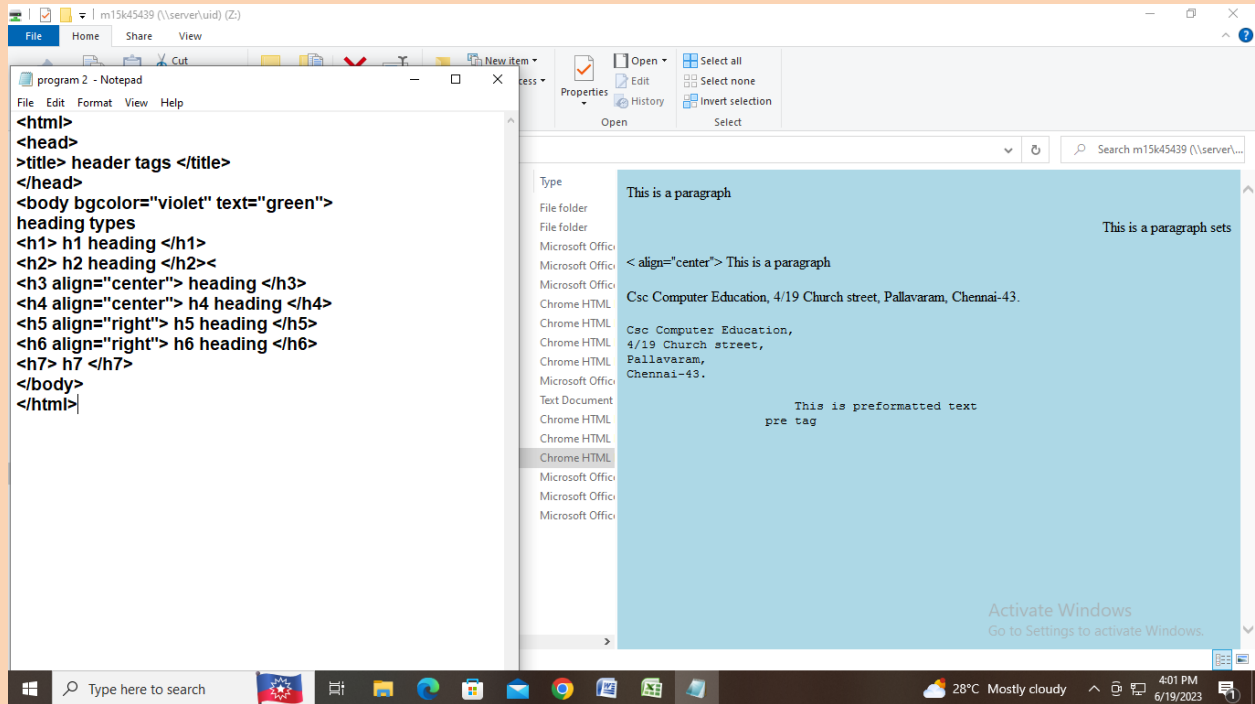 m15k45439 (\\server\uid) (Z:)
File Home Share View
Cut
New item
Open
Select all
Edit
Select none
Properties
History
Invert selection
Open
Select
program 2 - Notepad
File Edit Format View Help
<html>
<head>
>title> header tags </title>
</head>
<body bgcolor="violet" text="green">
heading types
<h1> h1 heading </h1>
<h2> h2 heading </h2><
<h3 align="center"> heading </h3>
<h4 align="center"> h4 heading </h4>
<h5 align="right"> h5 heading </h5>
<h6 align="right"> h6 heading </h6>
<h7> h7 </h7>
</body>
</html>
Search m15k45439 (\\server\...
Type
File folder
File folder
Microsoft Offic
Microsoft Offic
Microsoft Offic
Chrome HTML
Chrome HTML
Chrome HTML
Chrome HTML
Microsoft Offic
Text Document
Chrome HTML
Chrome HTML
Chrome HTML
Microsoft Offic
Microsoft Offic
Microsoft Offic
This is a paragraph
This is a paragraph sets
< align="center"> This is a paragraph
Csc Computer Education, 4/19 Church street, Pallavaram, Chennai-43.
Csc Computer Education,
4/19 Church street,
Pallavaram,
Chennai-43.
This is preformatted text
pre tag
Activate Windows
Go to Settings to activate Windows.
Type here to search
28°C Mostly cloudy
4:01 PM
6/19/2023